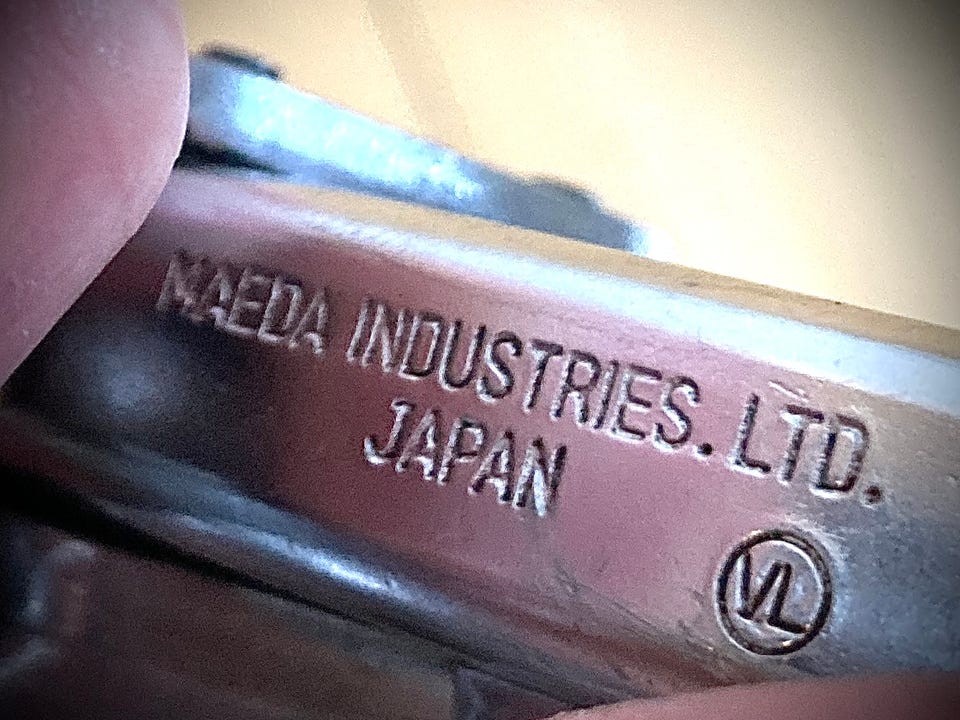 MAEDA INDUSTRIES. LTD.
JAPAN
VL